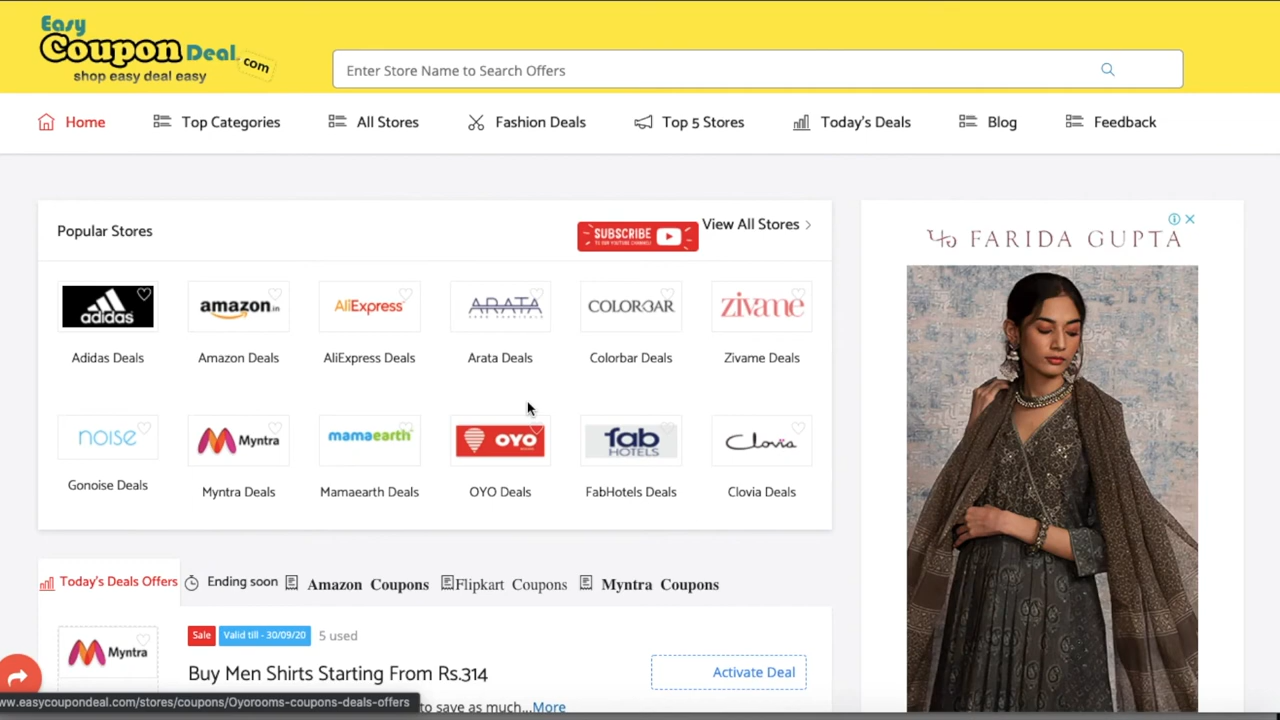 Easy
Coupon Deal
.com
shop easy deal easy
Enter Store Name to Search Offers
Home
Top Categories
All Stores
Fashion Deals
Top 5 Stores
Today's Deals
Blog
Feedback
Popular Stores
SUBSCRIBE
TO OUR YOUTUBE CHANNEL
View All Stores
FARIDA GUPTA
adidas
amazon.in
AliExpress
ARATA
COLORBAR
zivame
Adidas Deals
Amazon Deals
AliExpress Deals
Arata Deals
Colorbar Deals
Zivame Deals
noise
Myntra
mamaearth
OYO
fab
HOTELS
Clovia
Gonoise Deals
Myntra Deals
Mamaearth Deals
OYO Deals
FabHotels Deals
Clovia Deals
Today's Deals Offers
Ending soon
Amazon Coupons
Flipkart Coupons
Myntra Coupons
Myntra
Sale
Valid till - 30/09/20
5 used
Buy Men Shirts Starting From Rs.314
Activate Deal
to save as much...More
ww.easycoupondeal.com/stores/coupons/Oyorooms-coupons-deals-offers